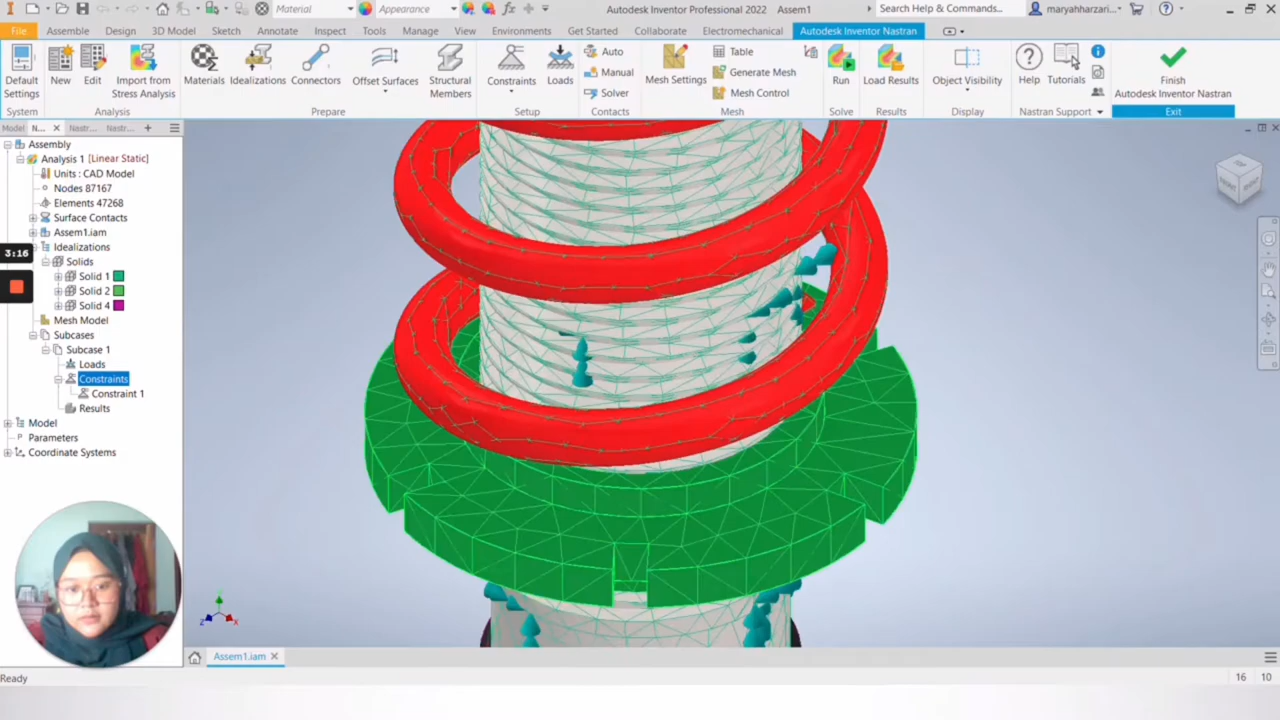 Material
Appearance
fx
Autodesk Inventor Professional 2022 Assem1
Search Help & Commands...
maryahharzari...
File
Assemble
Design
3D Model
Sketch
Annotate
Inspect
Tools
Manage
View
Environments
Get Started
Collaborate
Electromechanical
Autodesk Inventor Nastran
Default Settings
New
Edit
Import from Stress Analysis
Materials
Idealizations
Connectors
Offset Surfaces
Structural Members
Constraints
Loads
Auto
Manual
Solver
Mesh Settings
Table
Generate Mesh
Mesh Control
Run
Load Results
Object Visibility
Help
Tutorials
Finish Autodesk Inventor Nastran
System
Analysis
Prepare
Setup
Contacts
Mesh
Solve
Results
Display
Nastran Support
Exit
Model
N...
Nastr...
Nastr...
Assembly
Analysis 1 [Linear Static]
Units : CAD Model
Nodes 87167
Elements 47268
Surface Contacts
Assem1.iam
Idealizations
3:16
Solids
Solid 1
Solid 2
Solid 4
Mesh Model
Subcases
Subcase 1
Loads
Constraints
Constraint 1
Results
Model
Parameters
Coordinate Systems
Z
X
Assem1.iam
Ready
16
10